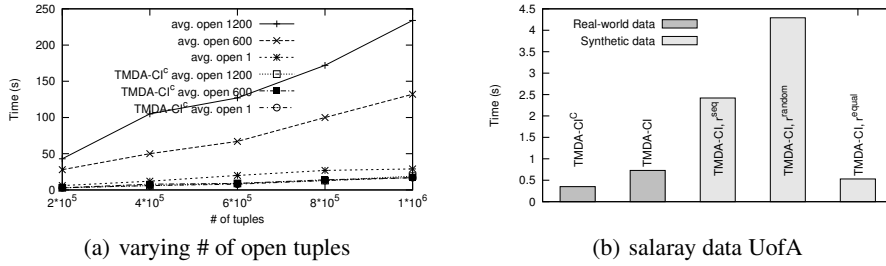 250
200
150
100
50
0
Time (s)
avg. open 1200
avg. open 600
avg. open 1
TMDA-CI^C avg. open 1200
TMDA-CI^C avg. open 600
TMDA-CI^C avg. open 1
2*10^5
4*10^5
6*10^5
8*10^5
1*10^6
# of tuples
(a) varying # of open tuples
4.5
4
3.5
3
2.5
2
1.5
1
0.5
0
Time (s)
Real-world data
Synthetic data
TMDA-CI^C
TMDA-CI
TMDA-CI, r^seq
TMDA-CI, r^random
TMDA-CI, r^equal
(b) salaray data UofA